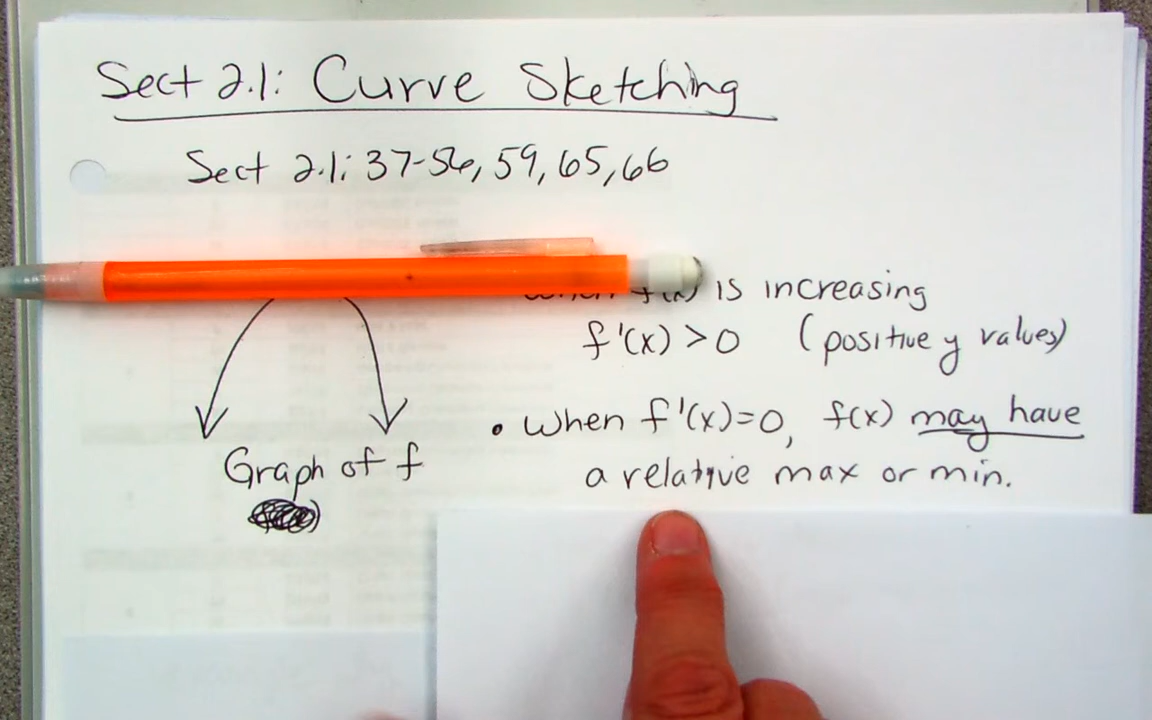 Sect 2.1: Curve Sketching
Sect 2.1: 37-56, 59, 65, 66
when f(x) is increasing
f'(x) > 0 (positive y values)
• when f'(x)=0, f(x) may have
a relative max or min.
Graph of f